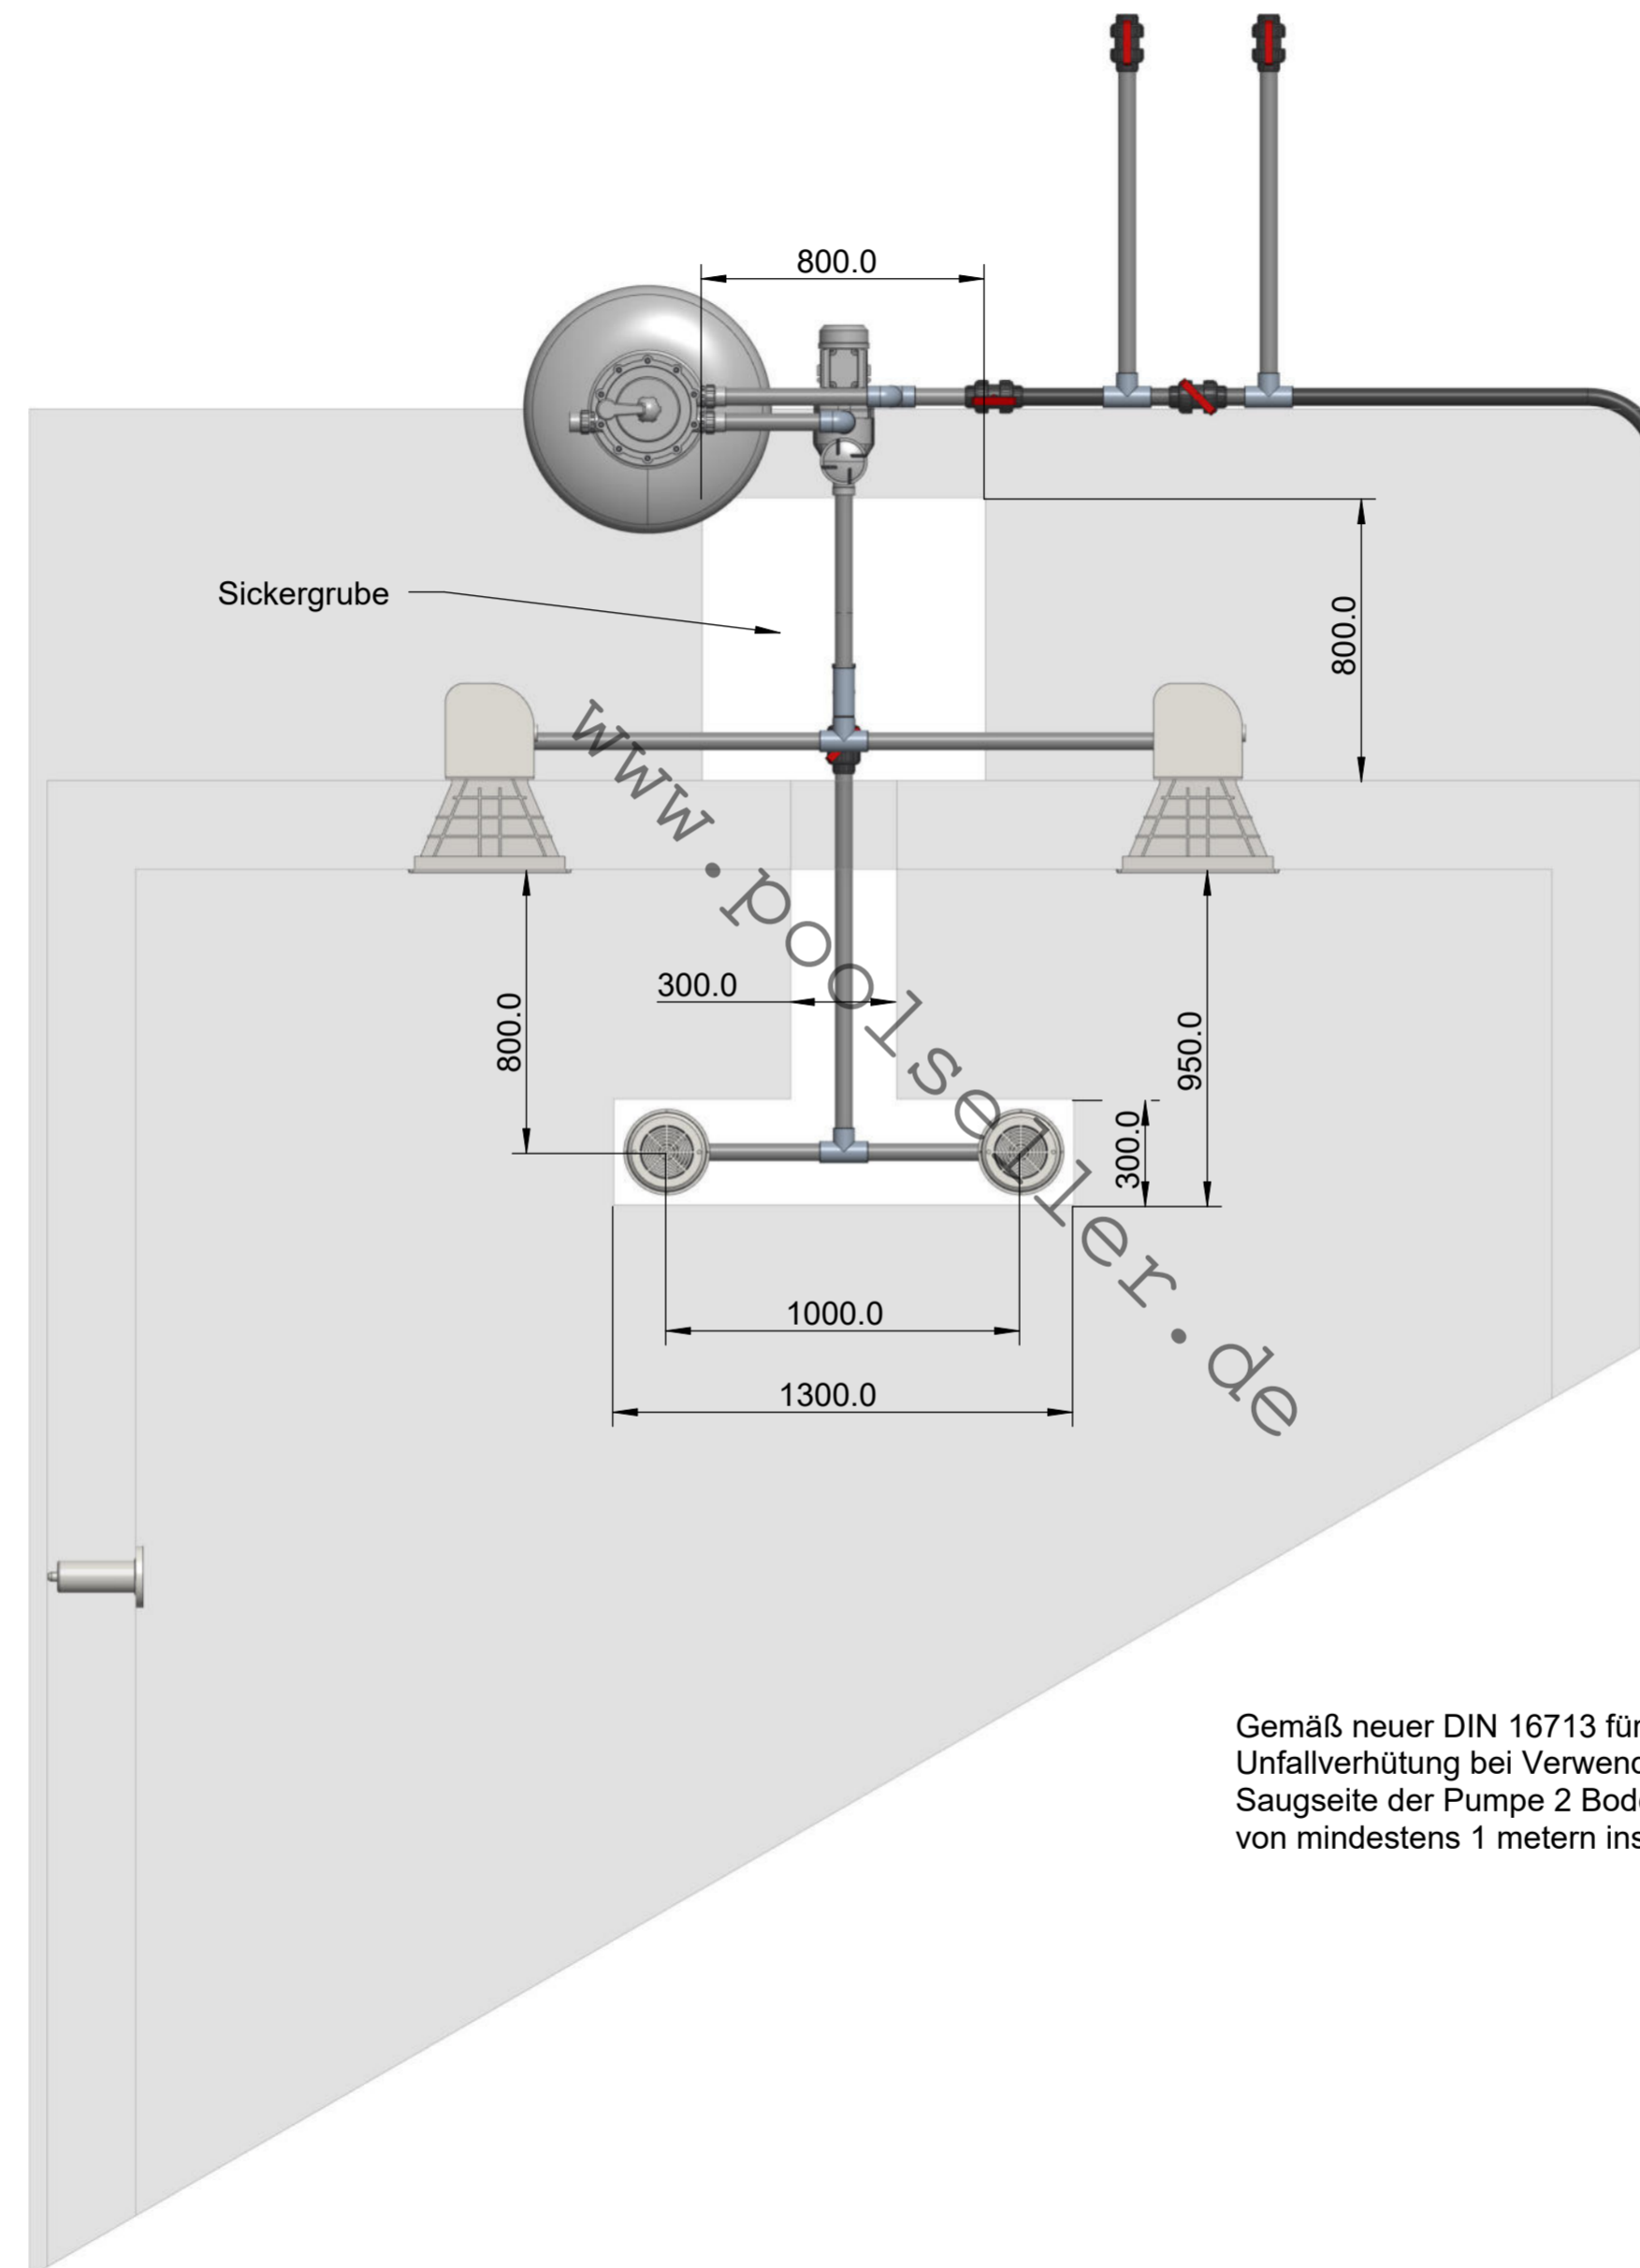 800.0
Sickergrube
800.0
www.poolseller.de
300.0
800.0
950.0
300.0
1000.0
1300.0
Gemäß neuer DIN 16713 für
Unfallverhütung bei Verwend
Saugseite der Pumpe 2 Bod
von mindestens 1 metern ins